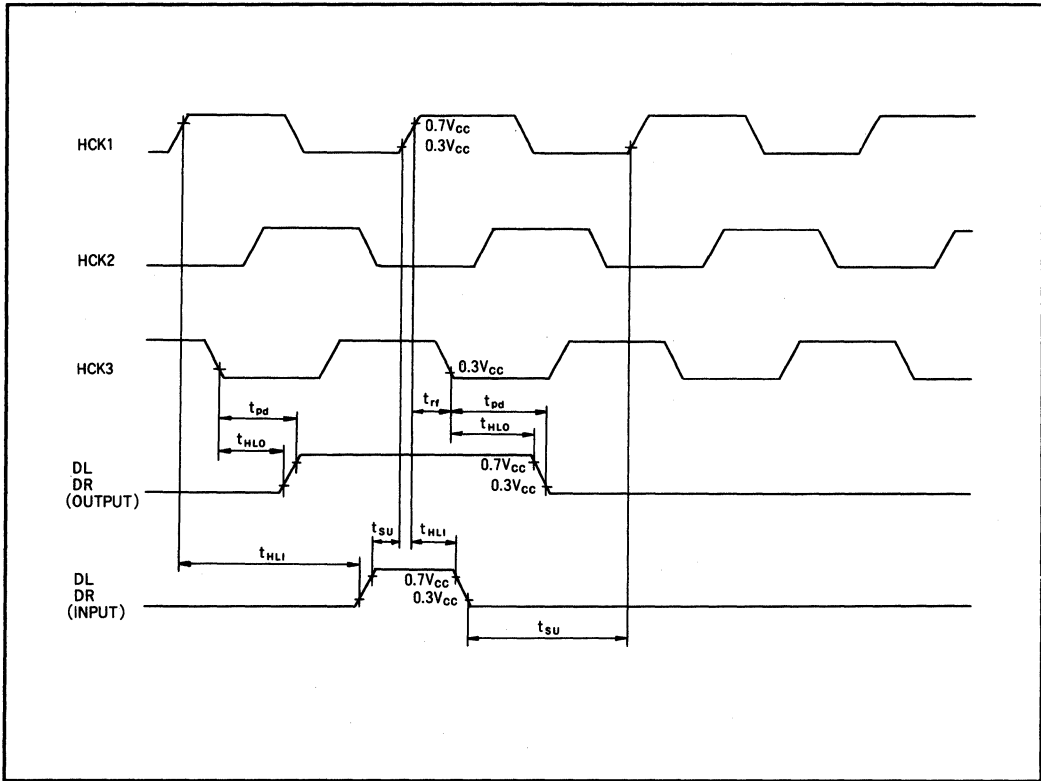 HCK1
0.7VCC
0.3VCC
HCK2
HCK3
0.3VCC
tpd
trf
tpd
tHLO
tHLO
DL
DR
(OUTPUT)
0.7VCC
0.3VCC
tSU
tHLI
tHLI
DL
DR
(INPUT)
0.7VCC
0.3VCC
tSU